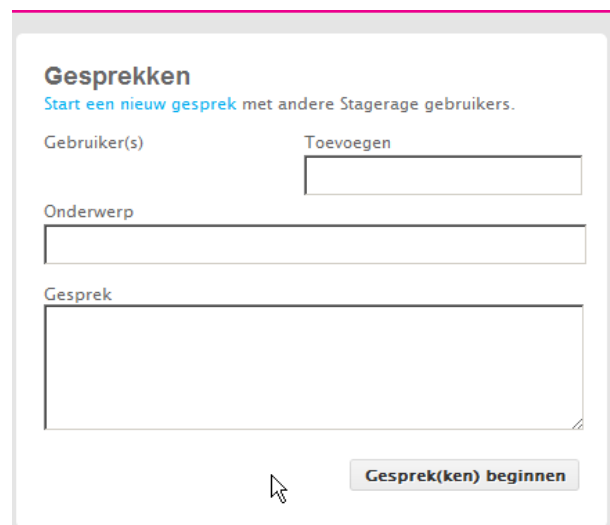 Gesprekken
Start een nieuw gesprek met andere Stagerage gebruikers.
Gebruiker(s) Toevoegen
Onderwerp
Gesprek
Gesprek(ken) beginnen